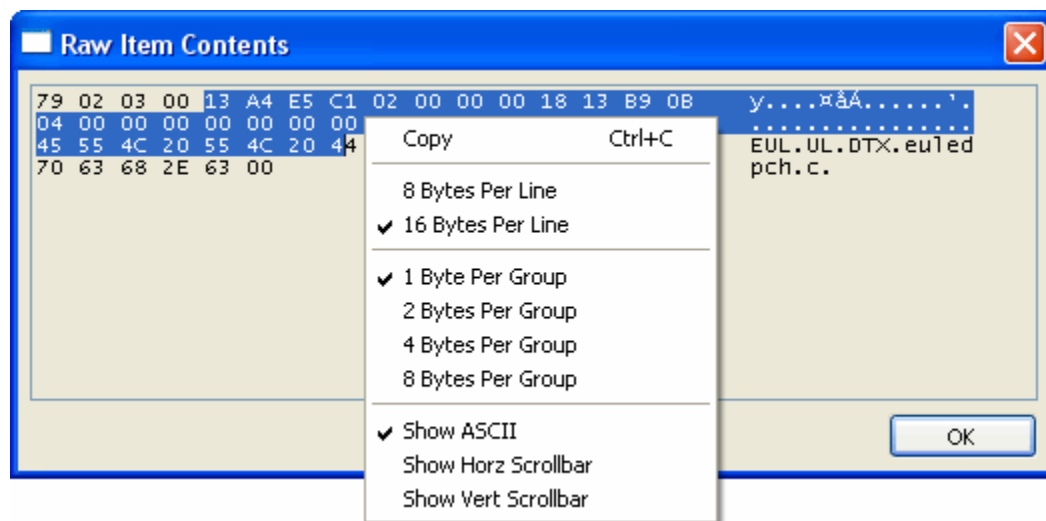 Raw Item Contents
79 02 03 00 13 A4 E5 C1 02 00 00 00 18 13 B9 0B y....¤åÁ......¹.
04 00 00 00 00 00 00 00 ................
45 55 4C 20 55 4C 20 44 EUL.UL.DTX.euled
70 63 68 2E 63 00 pch.c.
Copy Ctrl+C
8 Bytes Per Line
16 Bytes Per Line
1 Byte Per Group
2 Bytes Per Group
4 Bytes Per Group
8 Bytes Per Group
Show ASCII
OK
Show Horz Scrollbar
Show Vert Scrollbar